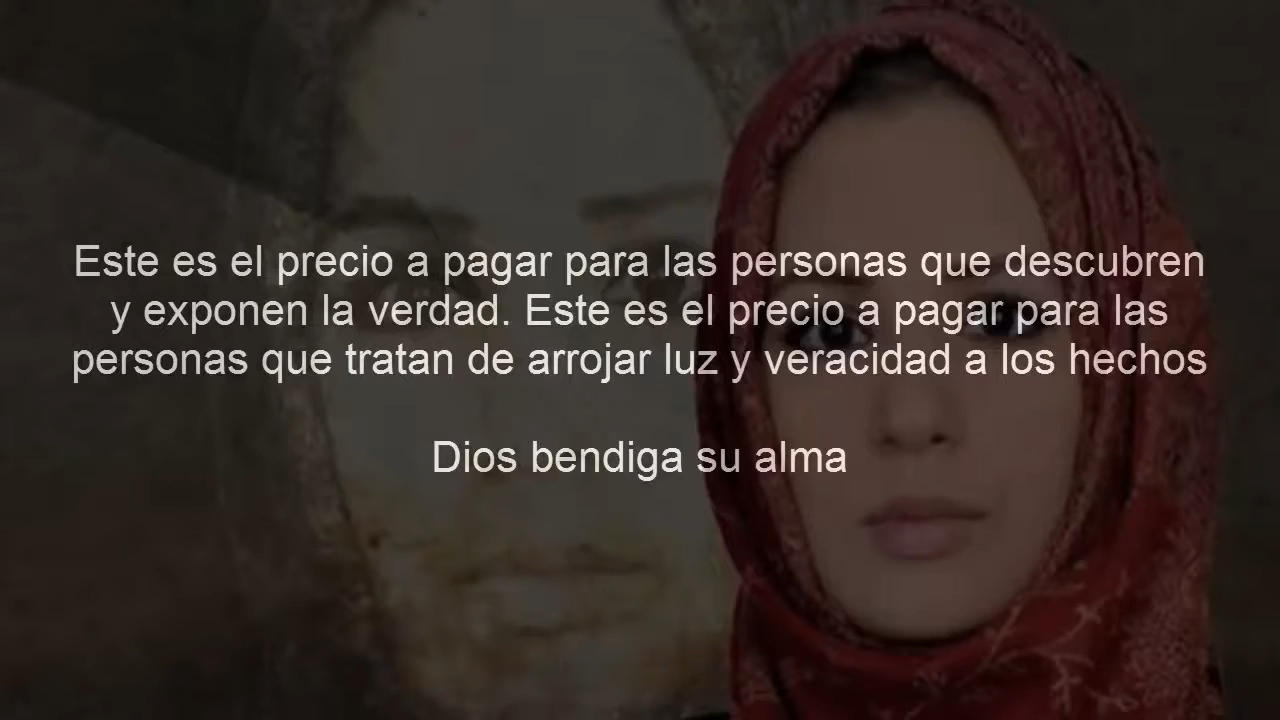 Este es el precio a pagar para las personas que descubren
y exponen la verdad. Este es el precio a pagar para las
personas que tratan de arrojar luz y veracidad a los hechos
Dios bendiga su alma